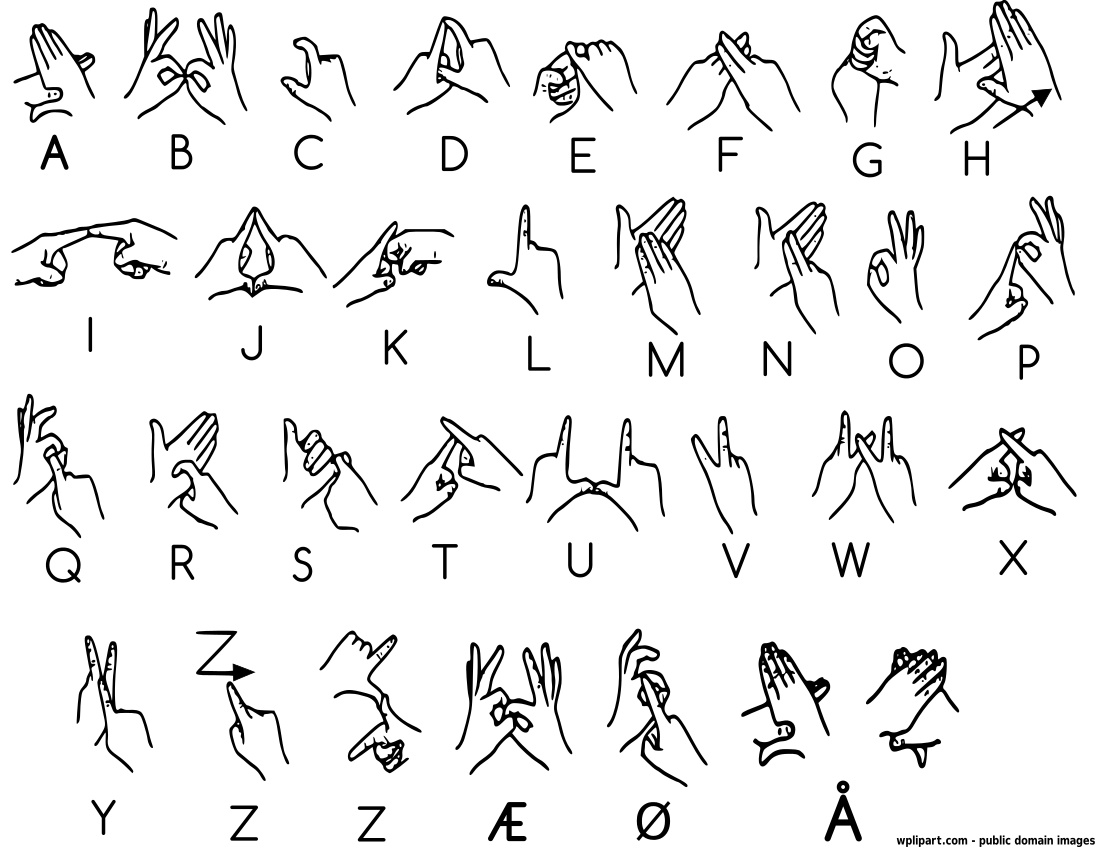 A B C D E F G H
I J K L M N O P
Q R S T U V W X
Z
Y Z Z Æ Ø Å
wplipart.com - public domain images